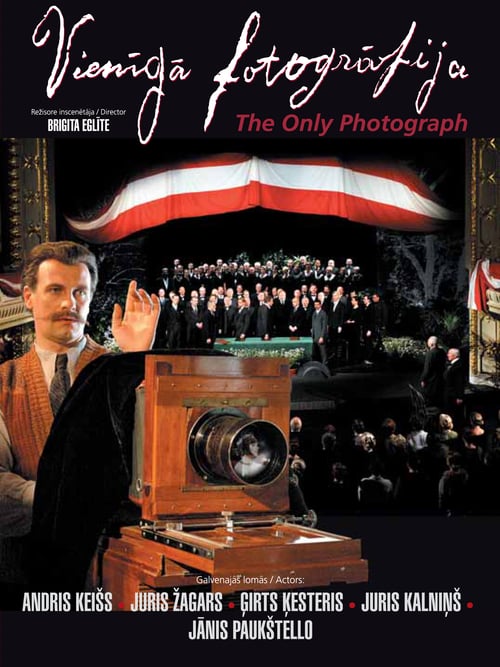 Vienīgā fotogrāfija
Režisore inscenētāja / Director
BRIGITA EGLĪTE
The Only Photograph
Galvenajās lomās / Actors:
ANDRIS KEIŠS • JURIS ŽAGARS • ĢIRTS ĶESTERIS • JURIS KALNIŅŠ •
JĀNIS PAUKŠTELLO